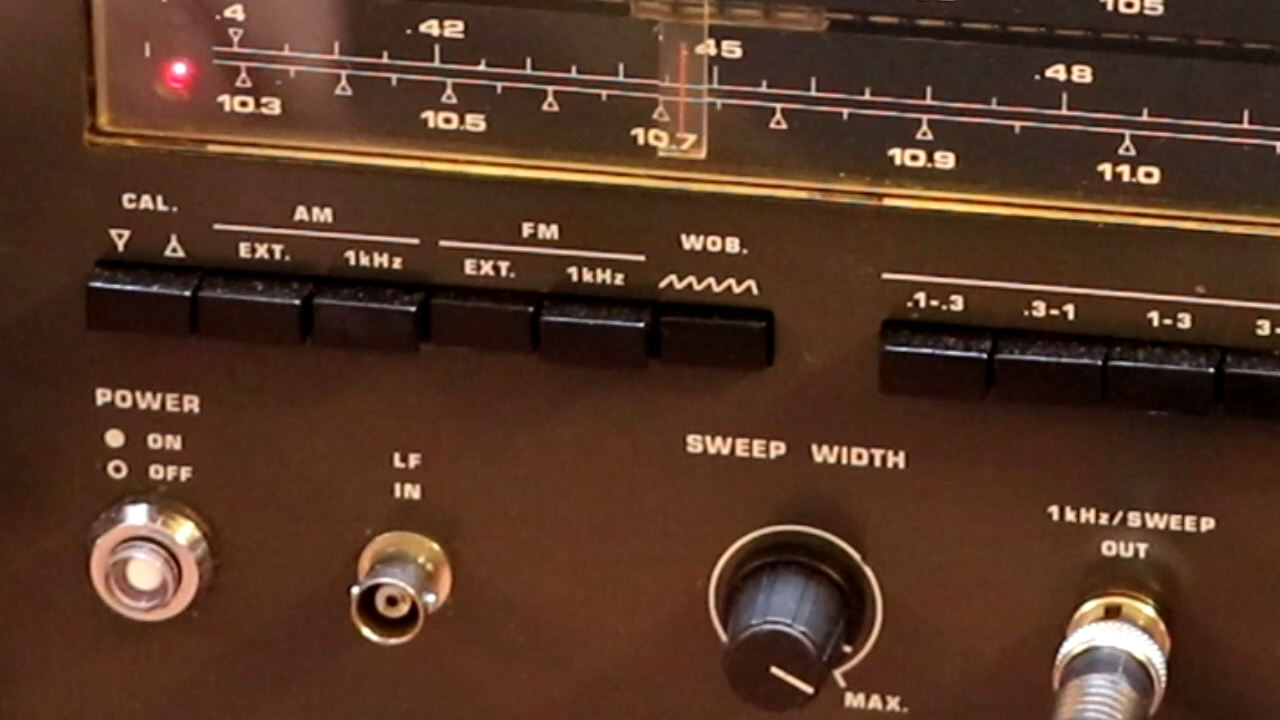 105
.4 .42 .45 .48
10.3 10.5 10.7 10.9 11.0
CAL. AM FM WOB.
EXT. 1kHz EXT. 1kHz
.1-.3 .3-1 1-3 3-
POWER
ON
OFF
LF
IN
SWEEP WIDTH
MAX.
1kHz/SWEEP
OUT